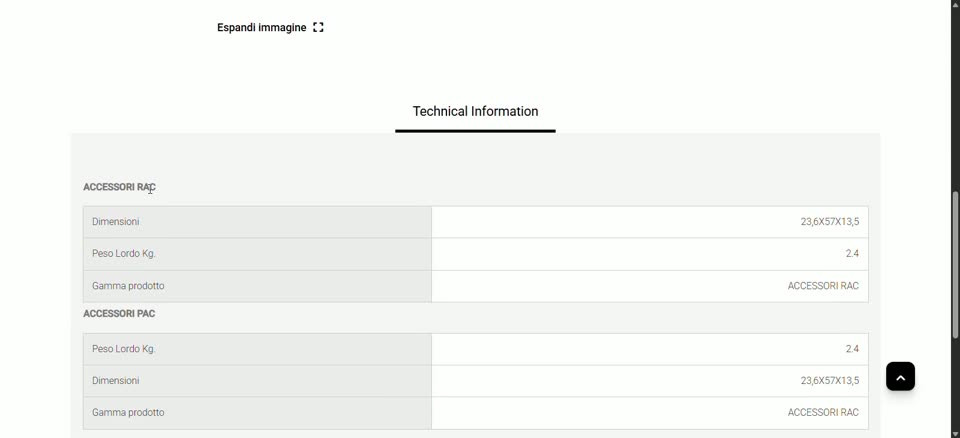 Espandi immagine
Technical Information
ACCESSORI RAC
Dimensioni 23,6X57X13,5
Peso Lordo Kg. 2.4
Gamma prodotto ACCESSORI RAC
ACCESSORI PAC
Peso Lordo Kg. 2.4
Dimensioni 23,6X57X13,5
Gamma prodotto ACCESSORI RAC